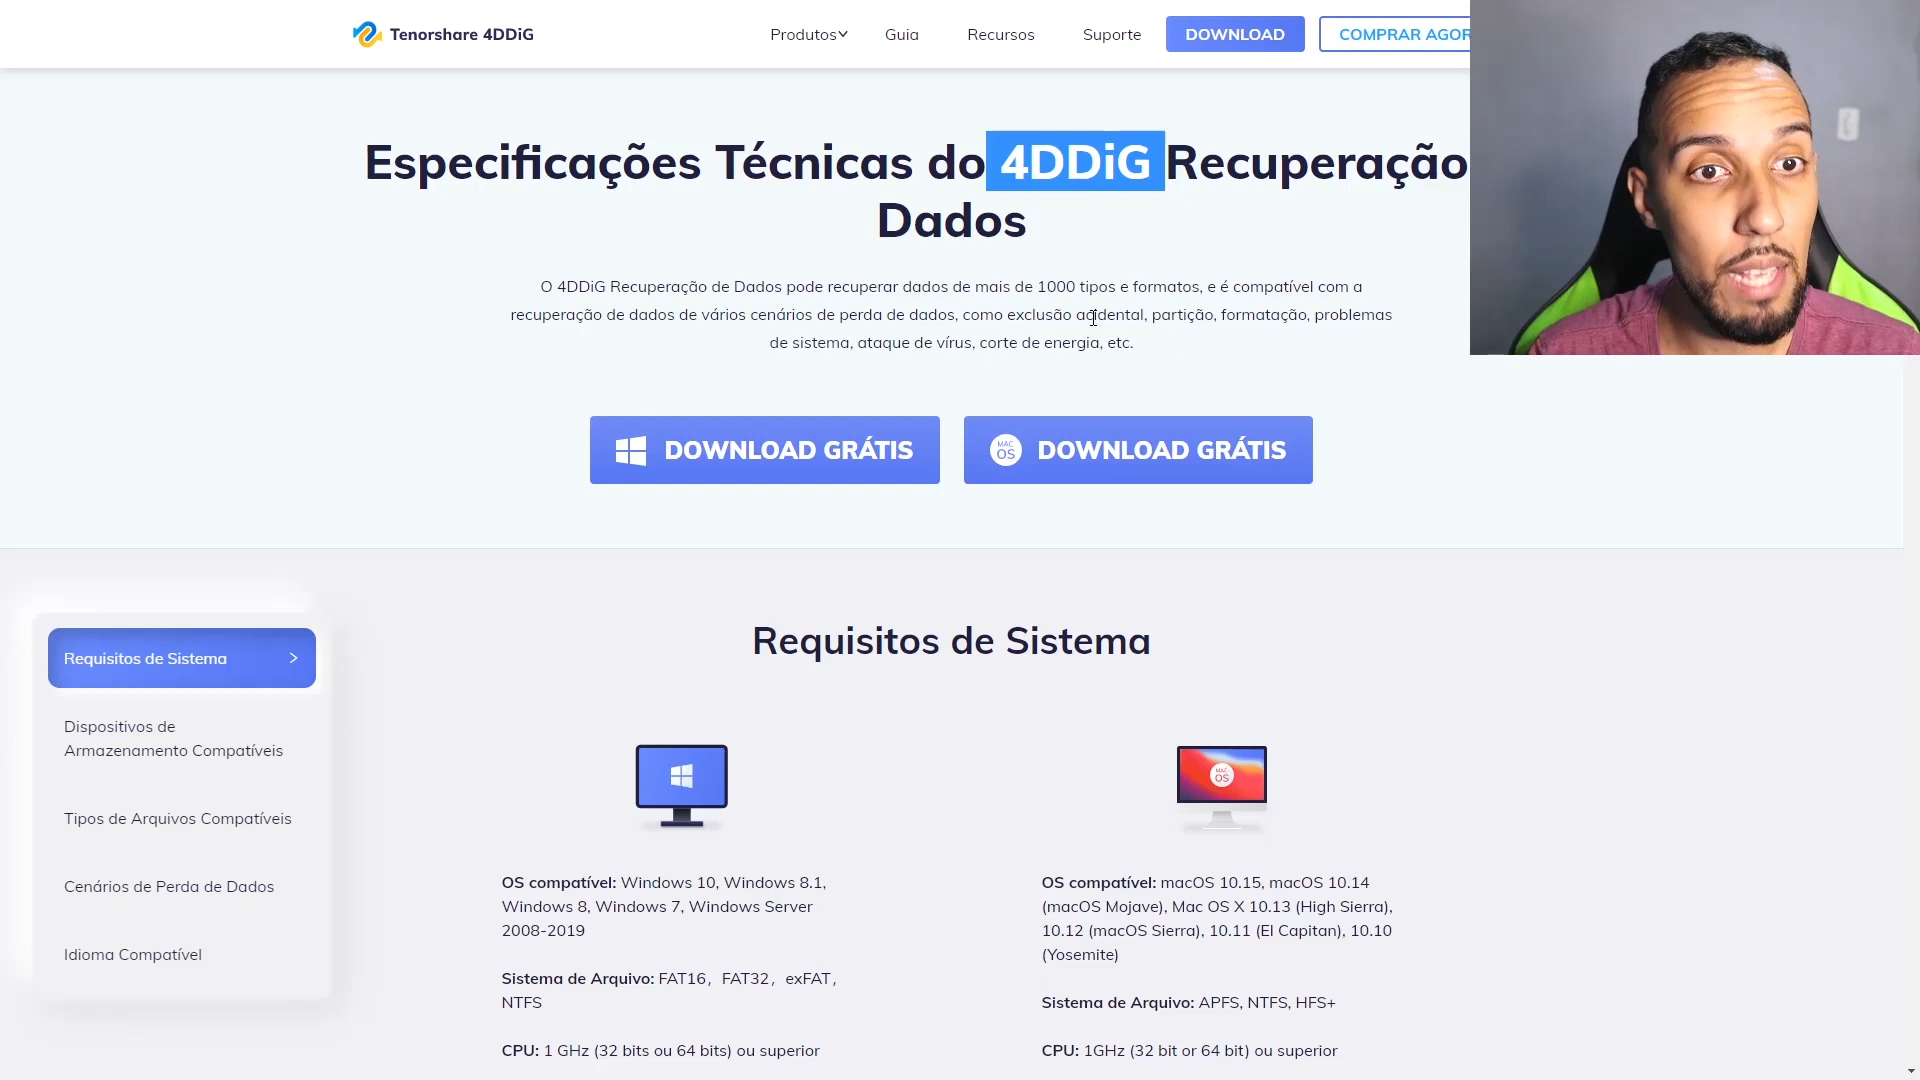 Tenorshare 4DDiG
Produtos
Guia
Recursos
Suporte
DOWNLOAD
COMPRAR AGOR
Especificações Técnicas do 4DDiG Recuperação
Dados
O 4DDiG Recuperação de Dados pode recuperar dados de mais de 1000 tipos e formatos, e é compatível com a
recuperação de dados de vários cenários de perda de dados, como exclusão acidental, partição, formatação, problemas
de sistema, ataque de vírus, corte de energia, etc.
DOWNLOAD GRÁTIS
MAC
OS
DOWNLOAD GRÁTIS
Requisitos de Sistema
Dispositivos de
Armazenamento Compatíveis
Tipos de Arquivos Compatíveis
Cenários de Perda de Dados
Idioma Compatível
Requisitos de Sistema
MAC
OS
OS compatível: Windows 10, Windows 8.1,
Windows 8, Windows 7, Windows Server
2008-2019
Sistema de Arquivo: FAT16，FAT32，exFAT，
NTFS
CPU: 1 GHz (32 bits ou 64 bits) ou superior
OS compatível: macOS 10.15, macOS 10.14
(macOS Mojave), Mac OS X 10.13 (High Sierra),
10.12 (macOS Sierra), 10.11 (El Capitan), 10.10
(Yosemite)
Sistema de Arquivo: APFS, NTFS, HFS+
CPU: 1GHz (32 bit or 64 bit) ou superior